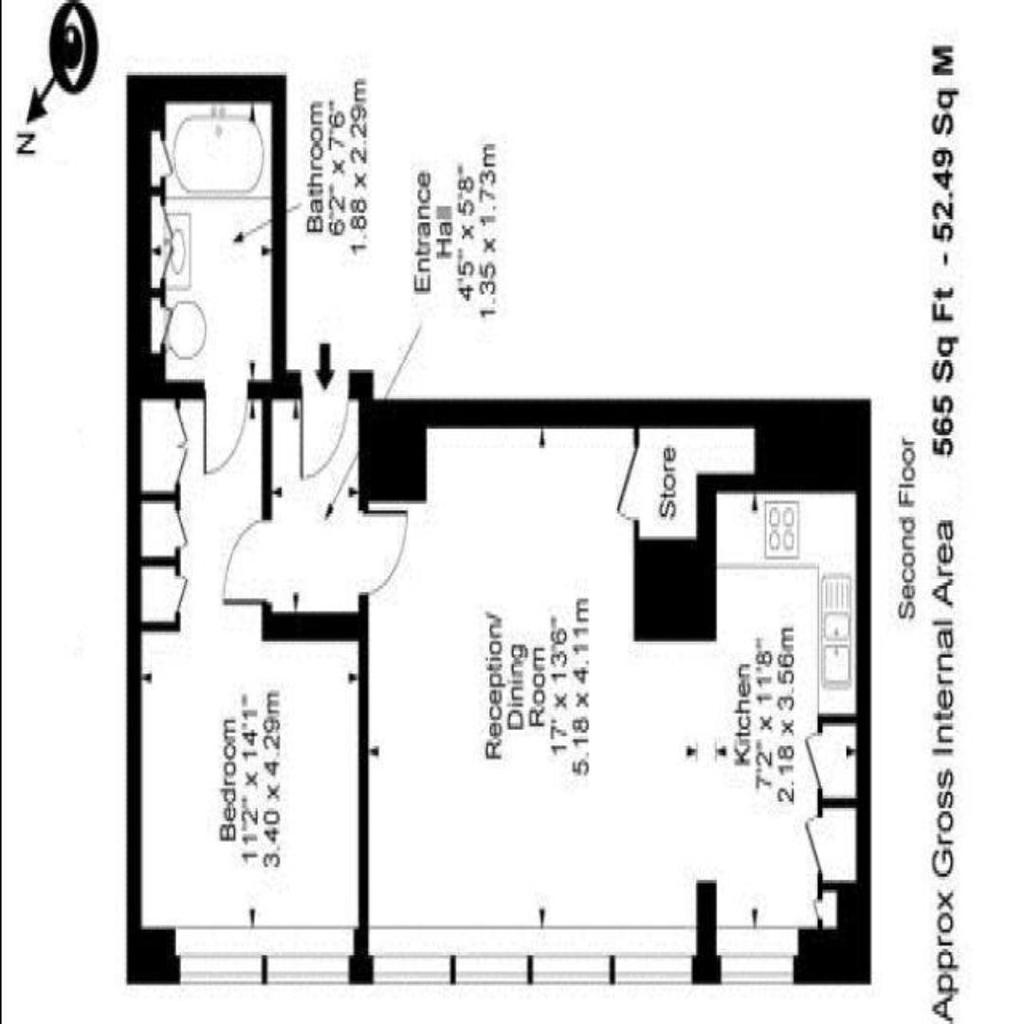 N
Bathroom
6'2" x 7'6"
1.88 x 2.29m
Entrance
Hall
4'5" x 5'8"
1.35 x 1.73m
Bedroom
11'2" x 14'1"
3.40 x 4.29m
Reception/
Dining
Room
17' x 13'6"
5.18 x 4.11m
Store
Kitchen
7'2" x 11'8"
2.18 x 3.56m
Second Floor
Approx Gross Internal Area 565 Sq Ft - 52.49 Sq M